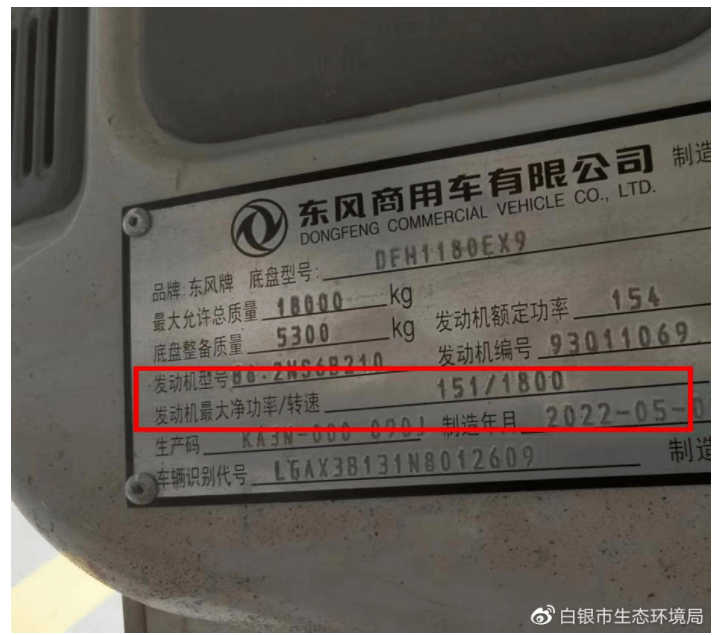 东风商用车有限公司 制造
DONGFENG COMMERCIAL VEHICLE CO., LTD.
品牌:东风牌 底盘型号: DFH1180EX9
最大允许总质量 18000 kg 发动机额定功率 154
底盘整备质量 5300 kg 发动机编号 93011069
发动机型号 B6.2NS6B210
发动机最大净功率/转速 151/1800
生产码 制造年月 2022-05-0
车辆识别代号 LGAX3B131N8012609 制造
白银市生态环境局